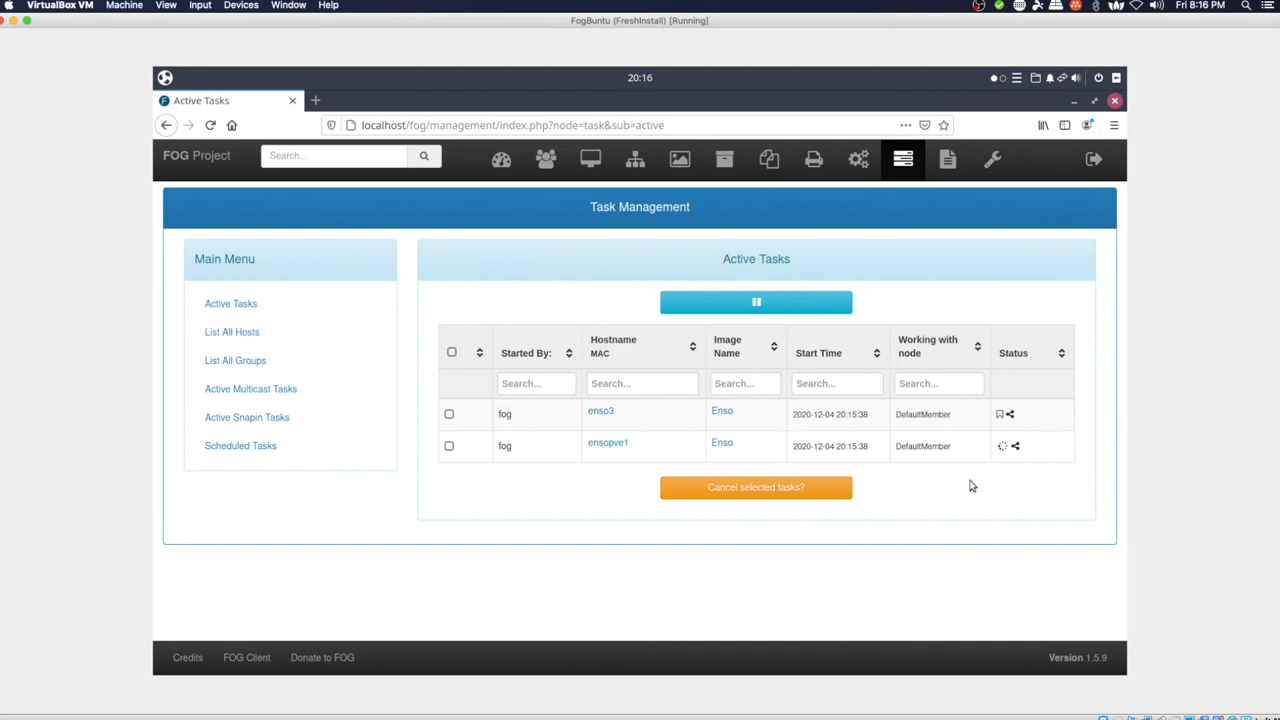 VirtualBox VM Machine View Input Devices Window Help Fri 8:16 PM
FogBuntu (FreshInstall) [Running]
20:16
Active Tasks
localhost/fog/management/index.php?node=task&sub=active
FOG Project Search...
Task Management
Main Menu
Active Tasks
List All Hosts
List All Groups
Active Multicast Tasks
Active Snapin Tasks
Scheduled Tasks
Active Tasks
Started By: Hostname MAC Image Name Start Time Working with node Status
Search... Search... Search... Search... Search...
fog enso3 Enso 2020-12-04 20:15:38 DefaultMember
fog ensopve1 Enso 2020-12-04 20:15:38 DefaultMember
Cancel selected tasks?
Credits FOG Client Donate to FOG Version 1.5.9